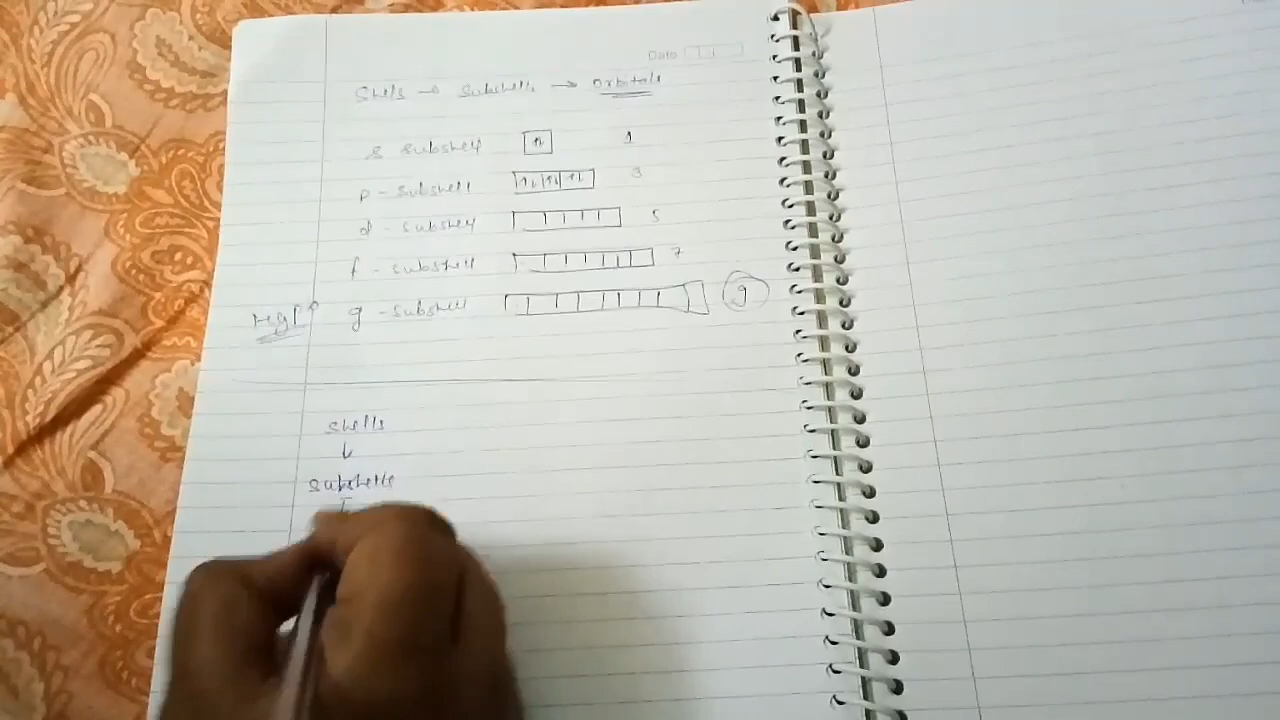 Date
Shells → Subshells → Orbitals
s subshell 1
p - subshell 3
d - subshell 5
f - subshell 7
g - subshell 9
shells
↓
subshells